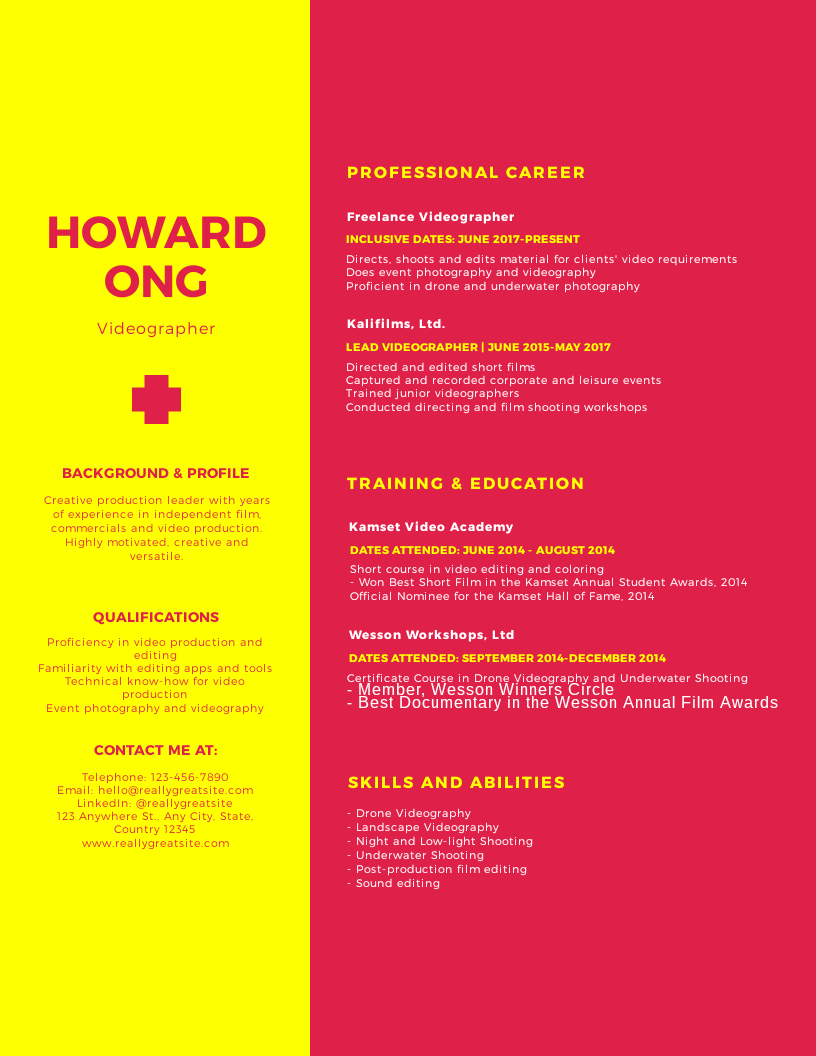 HOWARD
ONG
Videographer
BACKGROUND & PROFILE
Creative production leader with years
of experience in independent film,
commercials and video production.
Highly motivated, creative and
versatile.
QUALIFICATIONS
Proficiency in video production and
editing
Familiarity with editing apps and tools
Technical know-how for video
production
Event photography and videography
CONTACT ME AT:
Telephone: 123-456-7890
Email: hello@reallygreatsite.com
LinkedIn: @reallygreatsite
123 Anywhere St., Any City, State,
Country 12345
www.reallygreatsite.com
PROFESSIONAL CAREER
Freelance Videographer
INCLUSIVE DATES: JUNE 2017-PRESENT
Directs, shoots and edits material for clients' video requirements
Does event photography and videography
Proficient in drone and underwater photography
Kalifilms, Ltd.
LEAD VIDEOGRAPHER | JUNE 2015-MAY 2017
Directed and edited short films
Captured and recorded corporate and leisure events
Trained junior videographers
Conducted directing and film shooting workshops
TRAINING & EDUCATION
Kamset Video Academy
DATES ATTENDED: JUNE 2014 - AUGUST 2014
Short course in video editing and coloring
- Won Best Short Film in the Kamset Annual Student Awards, 2014
Official Nominee for the Kamset Hall of Fame, 2014
Wesson Workshops, Ltd
DATES ATTENDED: SEPTEMBER 2014-DECEMBER 2014
Certificate Course in Drone Videography and Underwater Shooting
- Member, Wesson Winners Circle
- Best Documentary in the Wesson Annual Film Awards
SKILLS AND ABILITIES
- Drone Videography
- Landscape Videography
- Night and Low-light Shooting
- Underwater Shooting
- Post-production film editing
- Sound editing